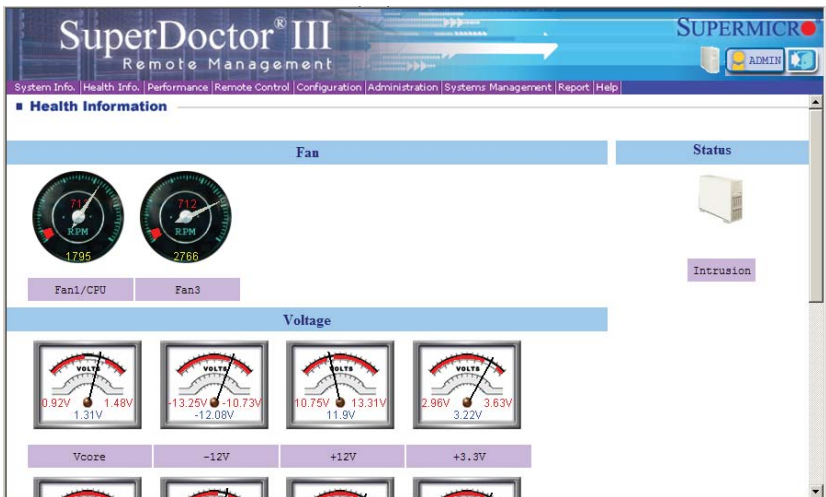 SuperDoctor® III
Remote Management
SUPERMICRO
ADMIN
System Info. Health Info. Performance Remote Control Configuration Administration Systems Management Report Help
Health Information
Fan
Status
712
RPM
1795
712
RPM
2766
Fan1/CPU
Fan3
Intrusion
Voltage
VOLTS
0.92V 1.48V
1.31V
VOLTS
-13.25V -10.73V
-12.08V
VOLTS
10.75V 13.31V
11.9V
VOLTS
2.96V 3.63V
3.22V
Vcore
-12V
+12V
+3.3V